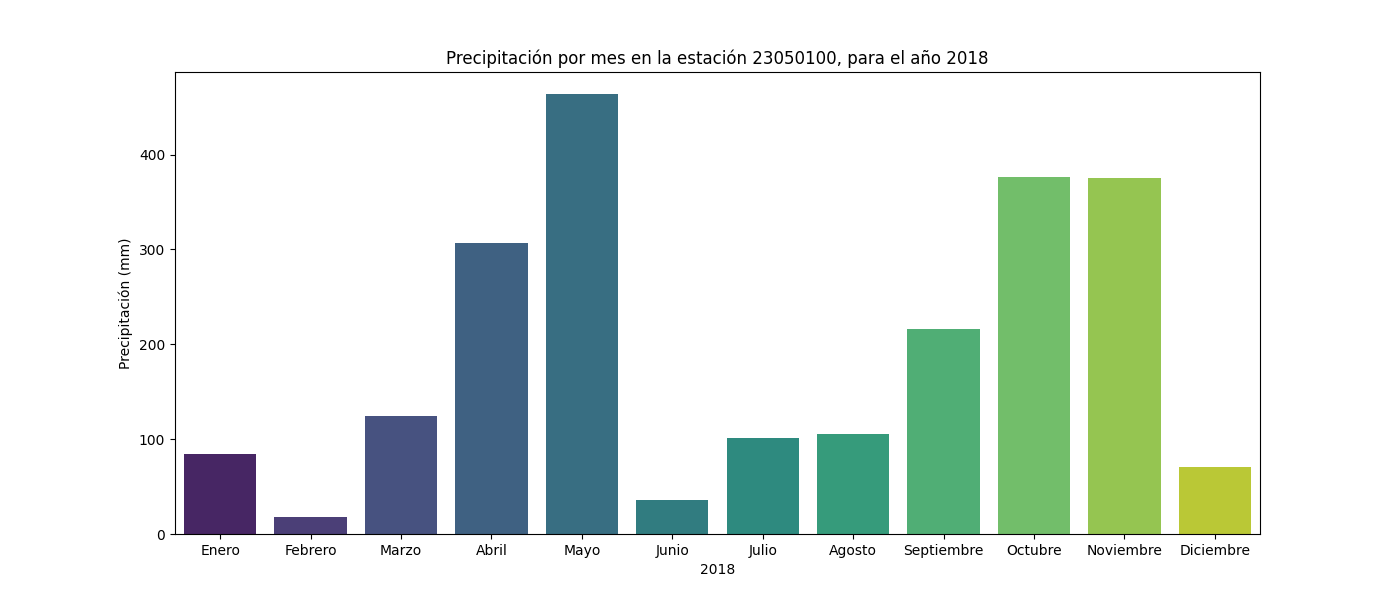 Precipitación por mes en la estación 23050100, para el año 2018
Precipitación (mm)
400
300
200
100
0
Enero Febrero Marzo Abril Mayo Junio Julio Agosto Septiembre Octubre Noviembre Diciembre
2018